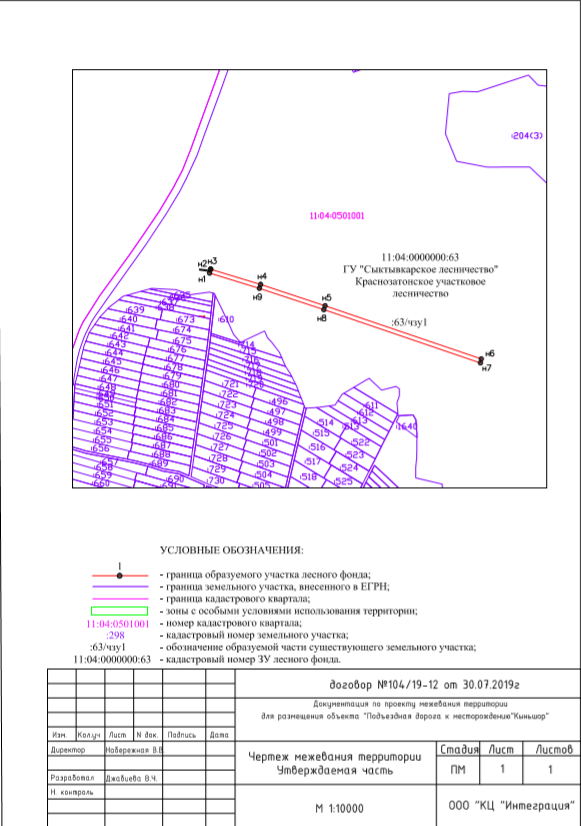 :204(3)
11:04:0501001
11:04:0000000:63
ГУ "Сыктывкарское лесничество"
Краснозатонское участковое
лесничество
н2 н3
н1
н4
н9
н5
н8
:63/чзу1
н6
н7
:639
:640
:641
:642
:643
:644
:645
:646
:647
:648
:651
:652
:653
:654
:655
:656
:658
:659
:660
:673
:674
:675
:676
:677
:678
:679
:680
:681
:682
:683
:684
:685
:686
:687
:688
:689
:690
:610
:721
:722
:723
:724
:725
:726
:727
:728
:729
:730
:496
:497
:498
:499
:501
:502
:503
:504
:505
:514
:515
:516
:517
:518
:611
:612
:613
:522
:523
:524
:525
:1640
УСЛОВНЫЕ ОБОЗНАЧЕНИЯ:
1
- граница образуемого участка лесного фонда;
- граница земельного участка, внесенного в ЕГРН;
- граница кадастрового квартала;
- зоны с особыми условиями использования территории;
11:04:0501001 - номер кадастрового квартала;
:298 - кадастровый номер земельного участка;
:63/чзу1 - обозначение образуемой части существующего земельного участка;
11:04:0000000:63 - кадастровый номер ЗУ лесного фонда.
договор №104/19-12 от 30.07.2019г
Документация по проекту межевания территории
для размещения объекта "Подъездная дорога к месторождению"Кыньшор"
Изм. Кол.уч Лист N док. Подпись Дата
Директор Набережная В.В
Разработал Джабиева В.Ч.
Н. контроль
Чертеж межевания территории
Утверждаемая часть
Стадия Лист Листов
ПМ 1 1
М 1:10000
ООО "КЦ "Интеграция"